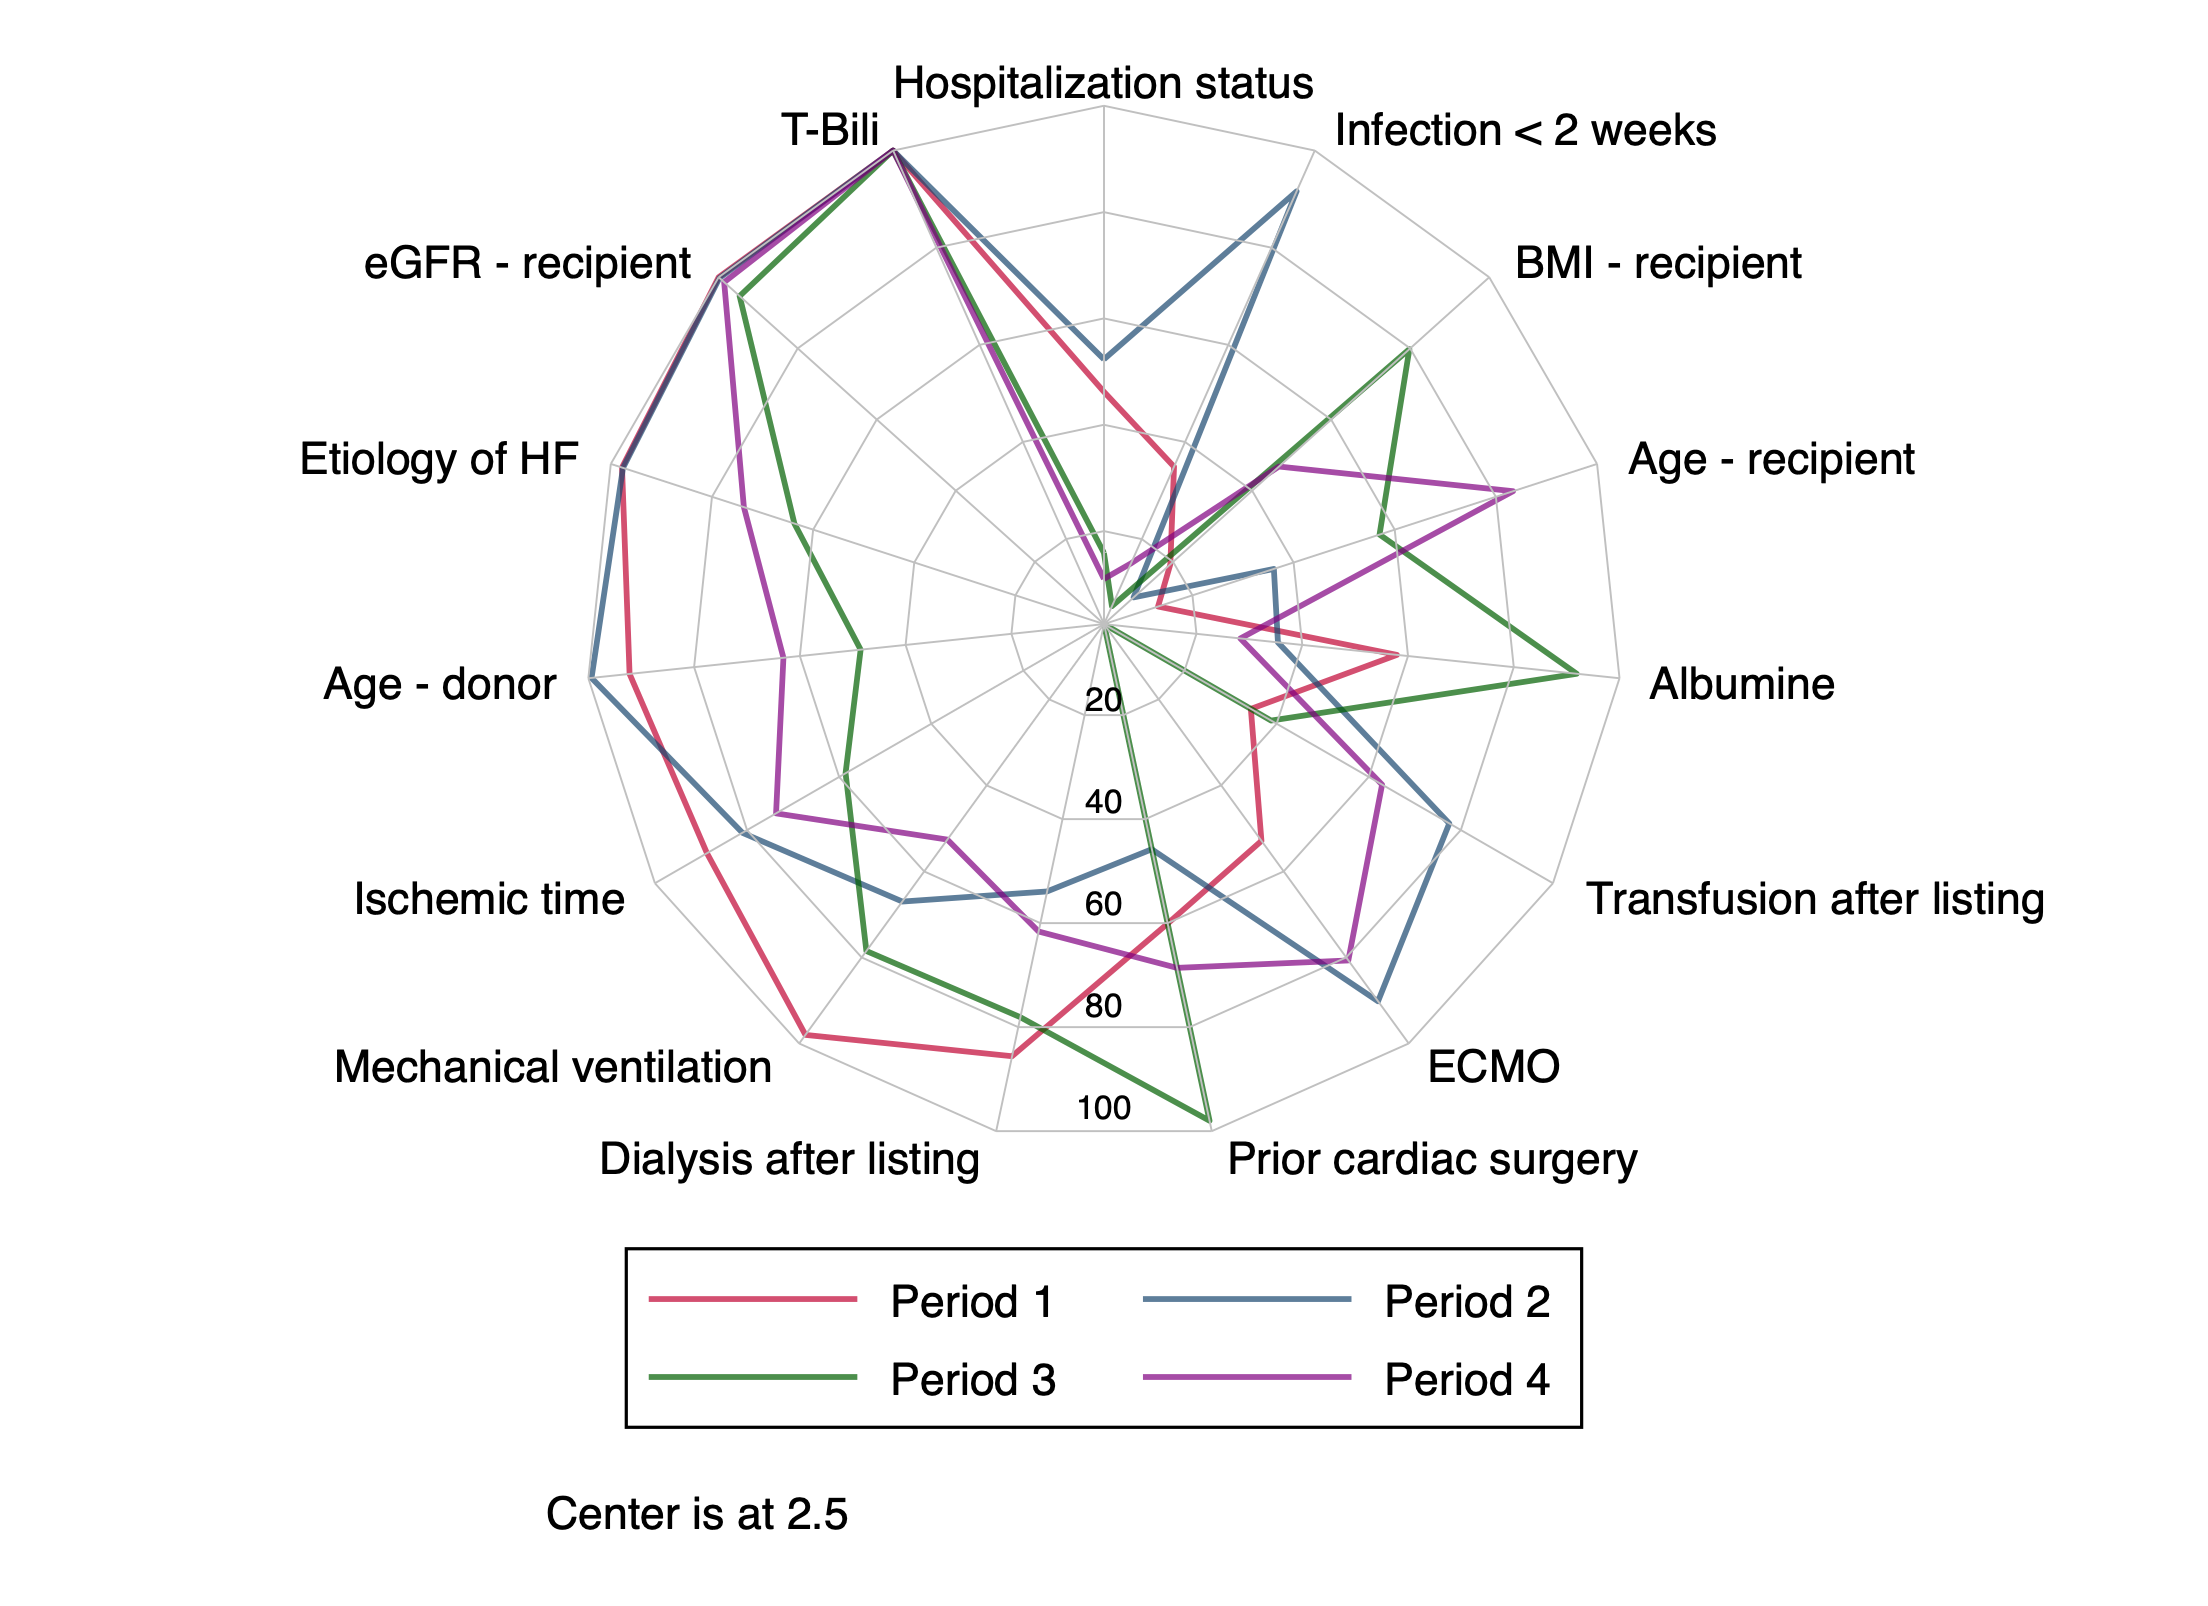 Hospitalization status
T-Bili
Infection < 2 weeks
eGFR - recipient
BMI - recipient
Etiology of HF
Age - recipient
Age - donor
Albumine
20
40
60
80
100
Ischemic time
Transfusion after listing
Mechanical ventilation
ECMO
Dialysis after listing
Prior cardiac surgery
Period 1
Period 2
Period 3
Period 4
Center is at 2.5